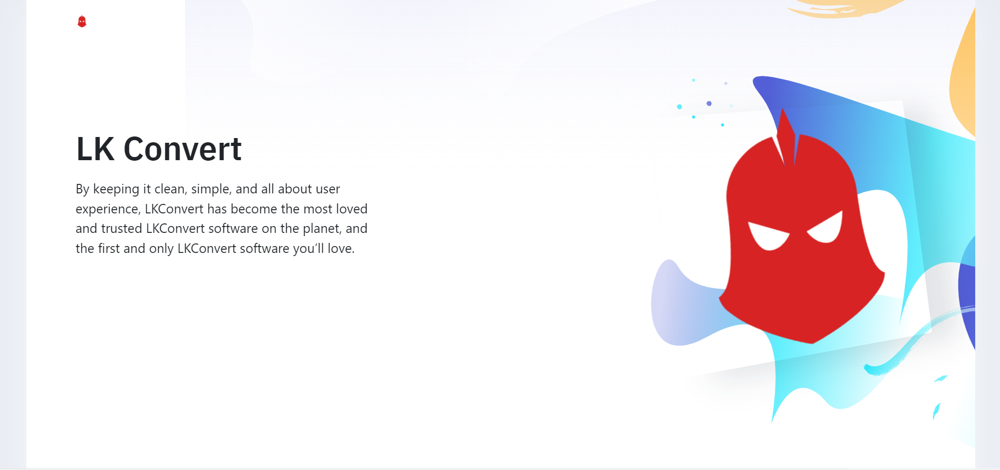 LK Convert
By keeping it clean, simple, and all about user
experience, LKConvert has become the most loved
and trusted LKConvert software on the planet, and
the first and only LKConvert software you’ll love.